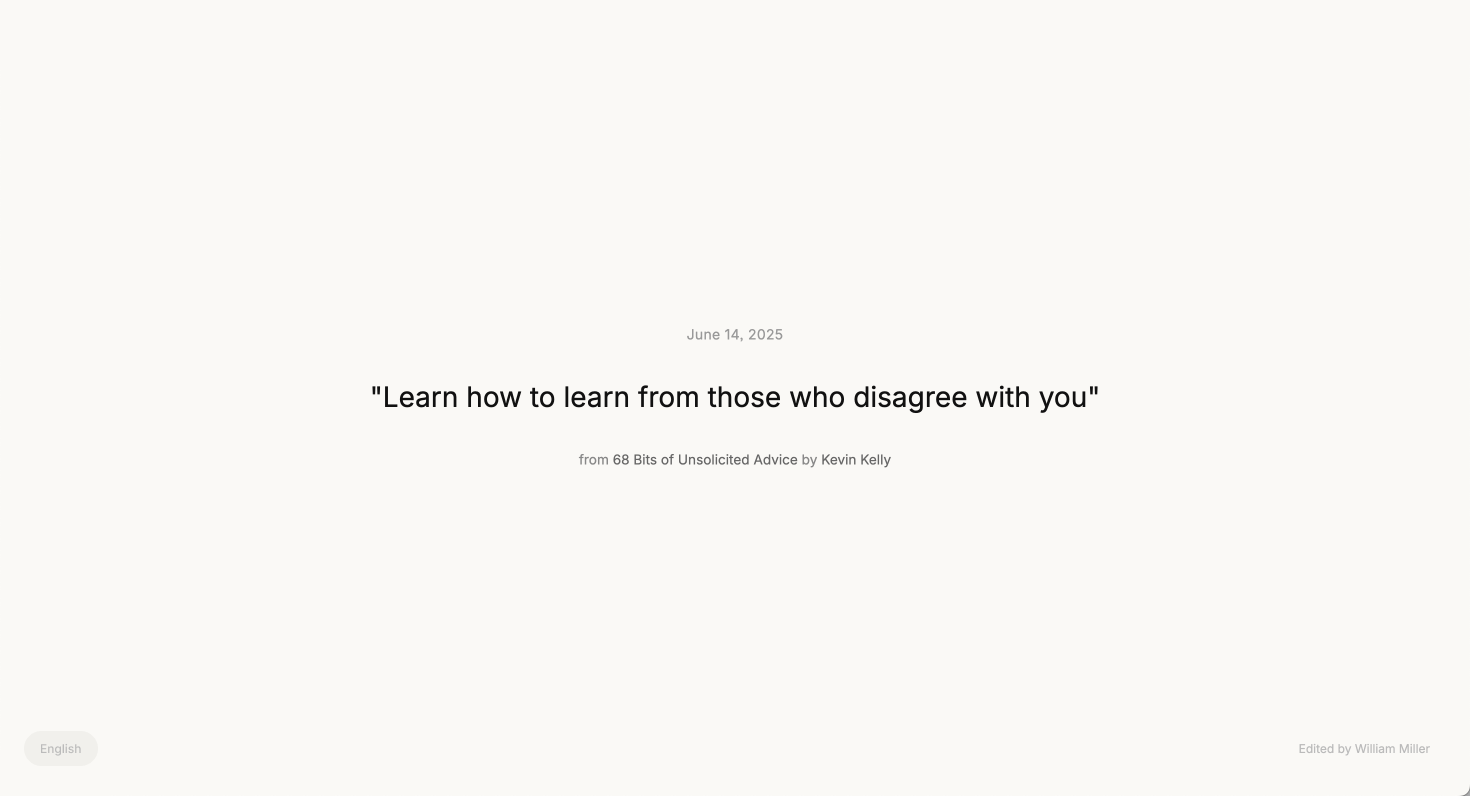 June 14, 2025
"Learn how to learn from those who disagree with you"
from 68 Bits of Unsolicited Advice by Kevin Kelly
English
Edited by William Miller